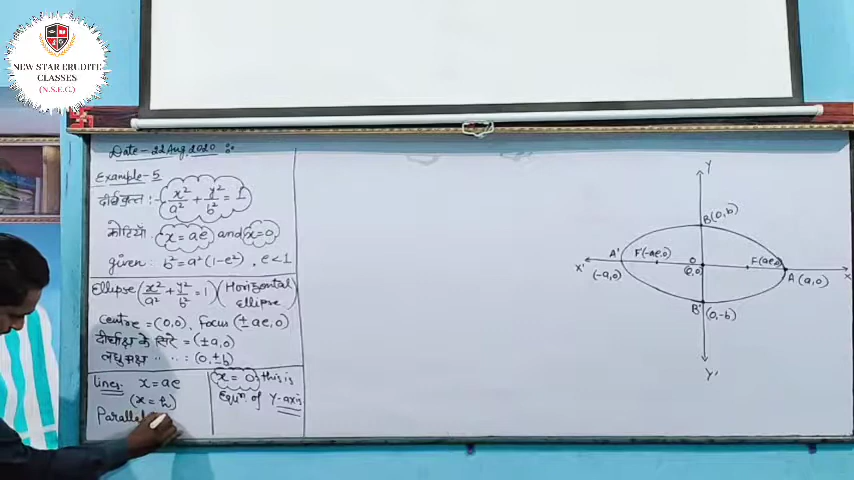 NEW STAR ERUDITE
CLASSES
(N.S.E.C.)
Date - 22 Aug, 2020
Example-5
दीर्घवृत्त : - x²/a² + y²/b² = 1
कोटियाँ x = ae and x = 0
given : b² = a² (1-e²) , e < 1
Ellipse (x²/a² + y²/b² = 1) (Horizontal Ellipse)
Centre = (0,0), Focus (± ae, 0)
दीर्घाक्ष के सिरे = (± a, 0)
लघु अक्ष " " : (0, ± b)
Lines: x = ae
(x = h)
Parallel
x = 0 this is
Equⁿ of Y-axis
Y
B(0,b)
X' A' F(-ae,0) O F(ae,0) X
(-a,0) (0,0) A (a,0)
B' (0,-b)
Y'